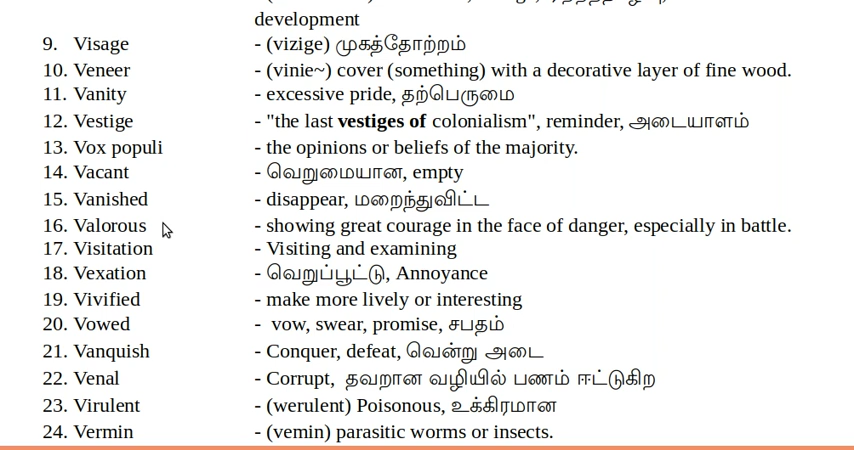 development
9. Visage - (vizige) முகத்தோற்றம்
10. Veneer - (vinie~) cover (something) with a decorative layer of fine wood.
11. Vanity - excessive pride, தற்பெருமை
12. Vestige - "the last vestiges of colonialism", reminder, அடையாளம்
13. Vox populi - the opinions or beliefs of the majority.
14. Vacant - வெறுமையான, empty
15. Vanished - disappear, மறைந்துவிட்ட
16. Valorous - showing great courage in the face of danger, especially in battle.
17. Visitation - Visiting and examining
18. Vexation - வெறுப்பூட்டு, Annoyance
19. Vivified - make more lively or interesting
20. Vowed - vow, swear, promise, சபதம்
21. Vanquish - Conquer, defeat, வென்று அடை
22. Venal - Corrupt, தவறான வழியில் பணம் ஈட்டுகிற
23. Virulent - (werulent) Poisonous, உக்கிரமான
24. Vermin - (vemin) parasitic worms or insects.